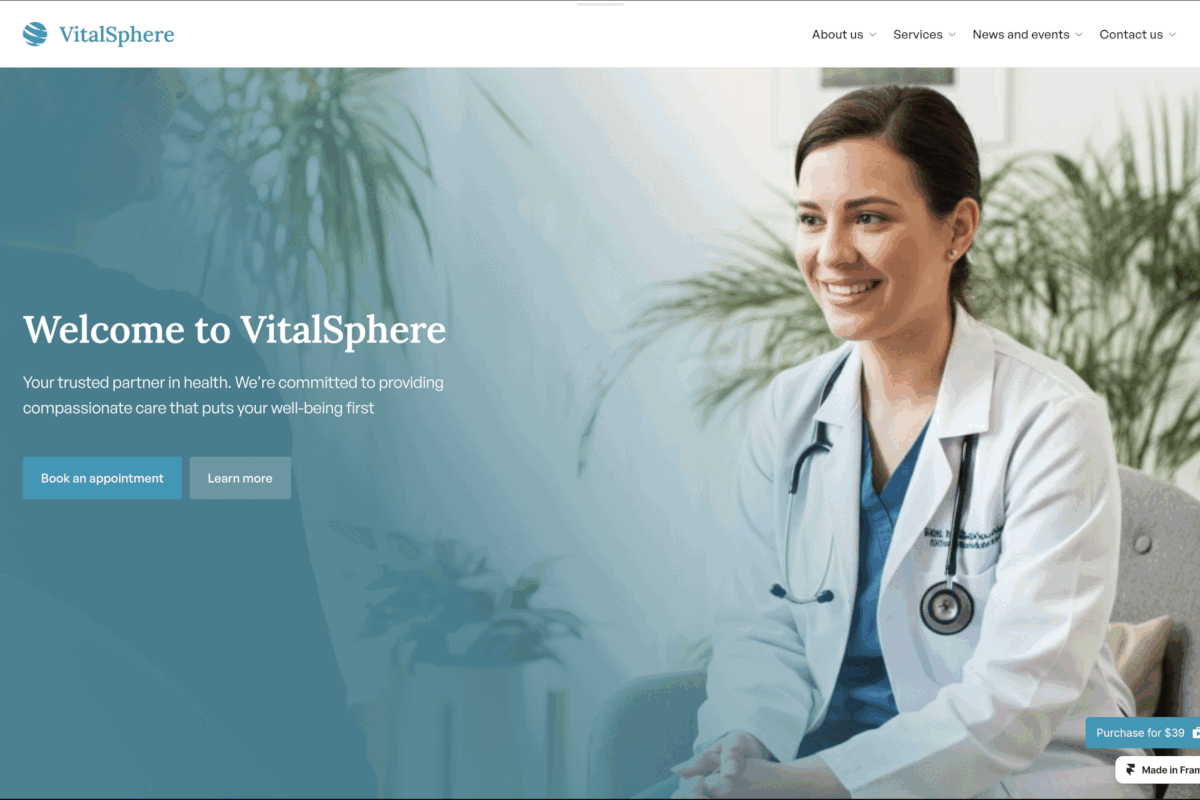 VitalSphere
About us
Services
News and events
Contact us
Welcome to VitalSphere
Your trusted partner in health. We're committed to providing
compassionate care that puts your well-being first
Book an appointment
Learn more
Purchase for $39
Made in Fram